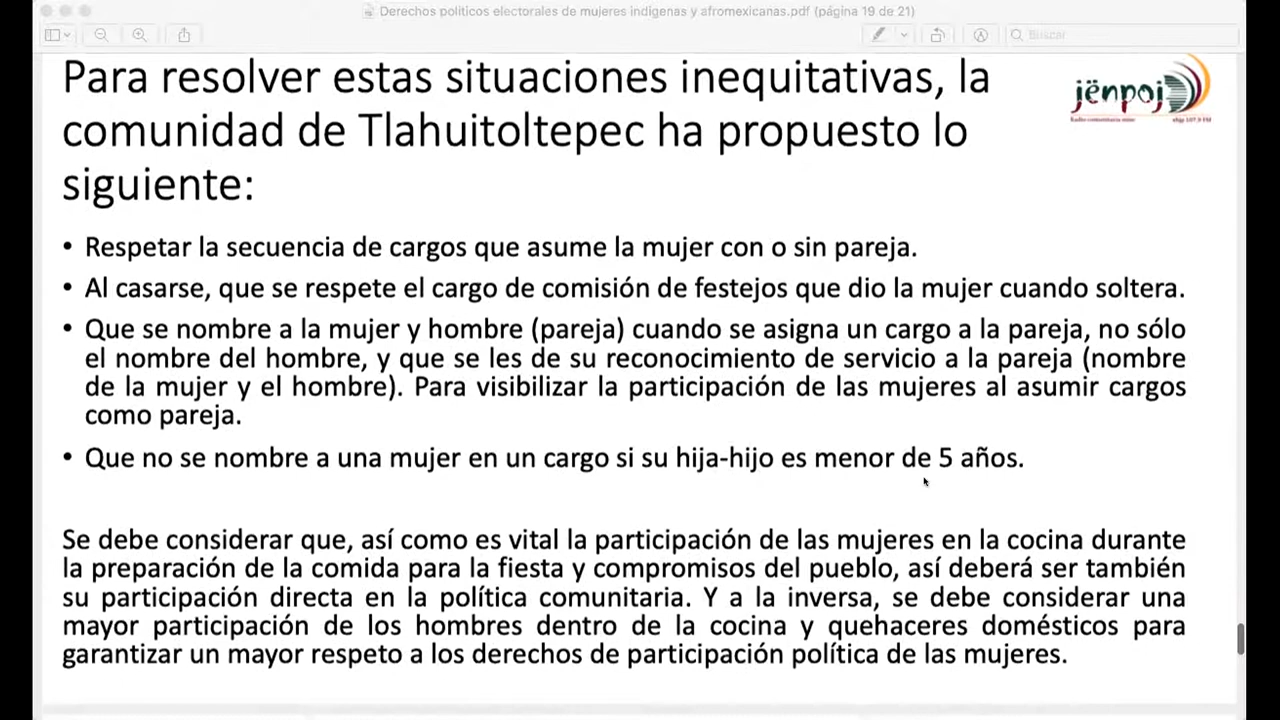 Derechos políticos electorales de mujeres indígenas y afromexicanas.pdf (página 19 de 21)
Buscar
Para resolver estas situaciones inequitativas, la
comunidad de Tlahuitoltepec ha propuesto lo
siguiente:
jënpoj
Radio comunitaria mixe xhjp 107.9 FM
• Respetar la secuencia de cargos que asume la mujer con o sin pareja.
• Al casarse, que se respete el cargo de comisión de festejos que dio la mujer cuando soltera.
• Que se nombre a la mujer y hombre (pareja) cuando se asigna un cargo a la pareja, no sólo
el nombre del hombre, y que se les de su reconocimiento de servicio a la pareja (nombre
de la mujer y el hombre). Para visibilizar la participación de las mujeres al asumir cargos
como pareja.
• Que no se nombre a una mujer en un cargo si su hija-hijo es menor de 5 años.
Se debe considerar que, así como es vital la participación de las mujeres en la cocina durante
la preparación de la comida para la fiesta y compromisos del pueblo, así deberá ser también
su participación directa en la política comunitaria. Y a la inversa, se debe considerar una
mayor participación de los hombres dentro de la cocina y quehaceres domésticos para
garantizar un mayor respeto a los derechos de participación política de las mujeres.